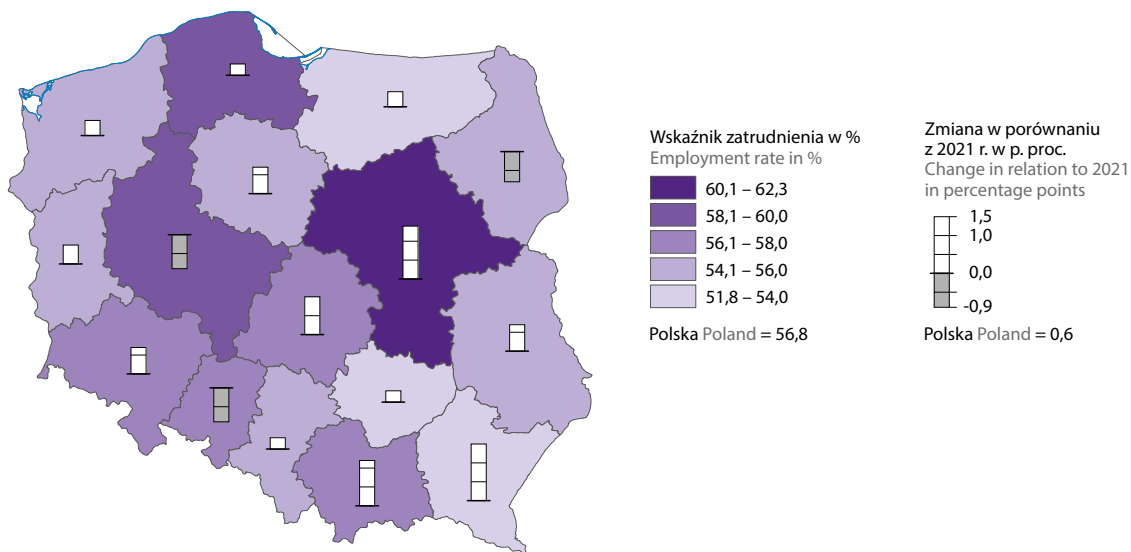 Wskaźnik zatrudnienia w %
Employment rate in %
60,1 – 62,3
58,1 – 60,0
56,1 – 58,0
54,1 – 56,0
51,8 – 54,0
Polska Poland = 56,8
Zmiana w porównaniu
z 2021 r. w p. proc.
Change in relation to 2021
in percentage points
1,5
1,0
0,0
-0,9
Polska Poland = 0,6